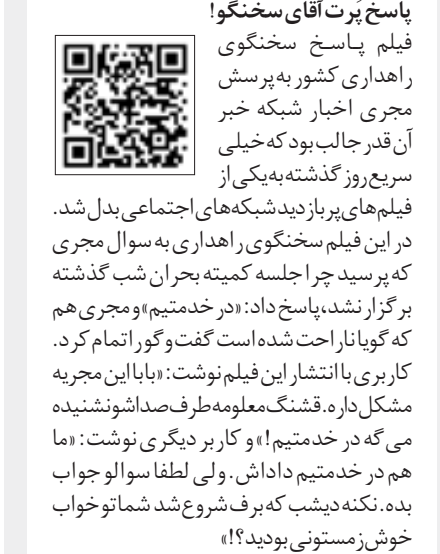 پاسخ پَرت آقای سخنگو!
فیلم پاسخ سخنگوی
راهداری کشور به پرسش
مجری اخبار شبکه خبر
آن قدر جالب بود که خیلی
سریع روز گذشته به یکی از
فیلم‌های پربازدید شبکه‌های اجتماعی بدل شد.
در این فیلم سخنگوی راهداری به سوال مجری
که پرسید چرا جلسه کمیته بحران شب گذشته
برگزار نشد، پاسخ داد: «در خدمتیم» و مجری هم
که گویا ناراحت شده است گفت و گو را تمام کرد.
کاربری با انتشار این فیلم نوشت: «بابا این مجریه
مشکل داره. قشنگ معلومه طرف صداشو نشنیده
می گه در خدمتیم!» و کاربر دیگری نوشت: «ما
هم در خدمتیم داداش. ولی لطفا سوالو جواب
بده. نکنه دیشب که برف شروع شد شما تو خواب
خوش زمستونی بودید؟!»